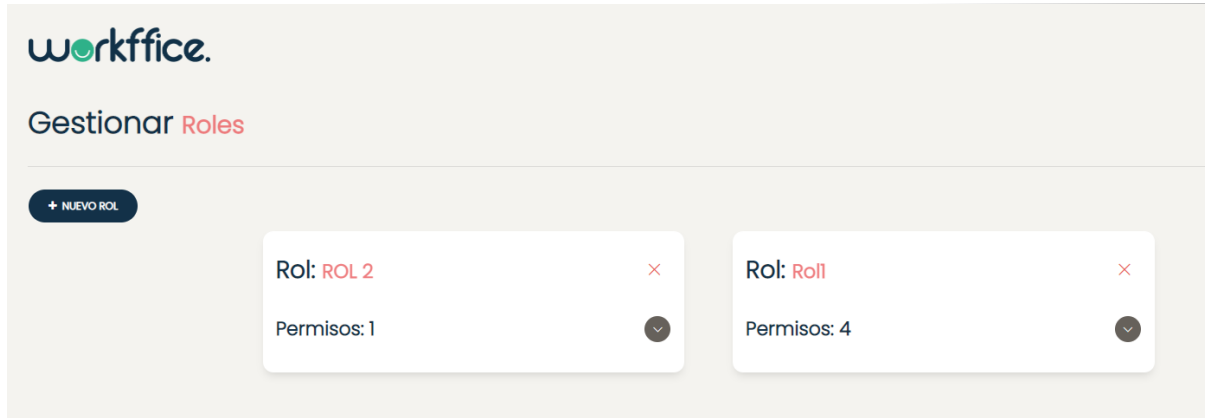 workffice.
Gestionar Roles
+ NUEVO ROL
Rol: ROL 2
Permisos: 1
Rol: Rol1
Permisos: 4